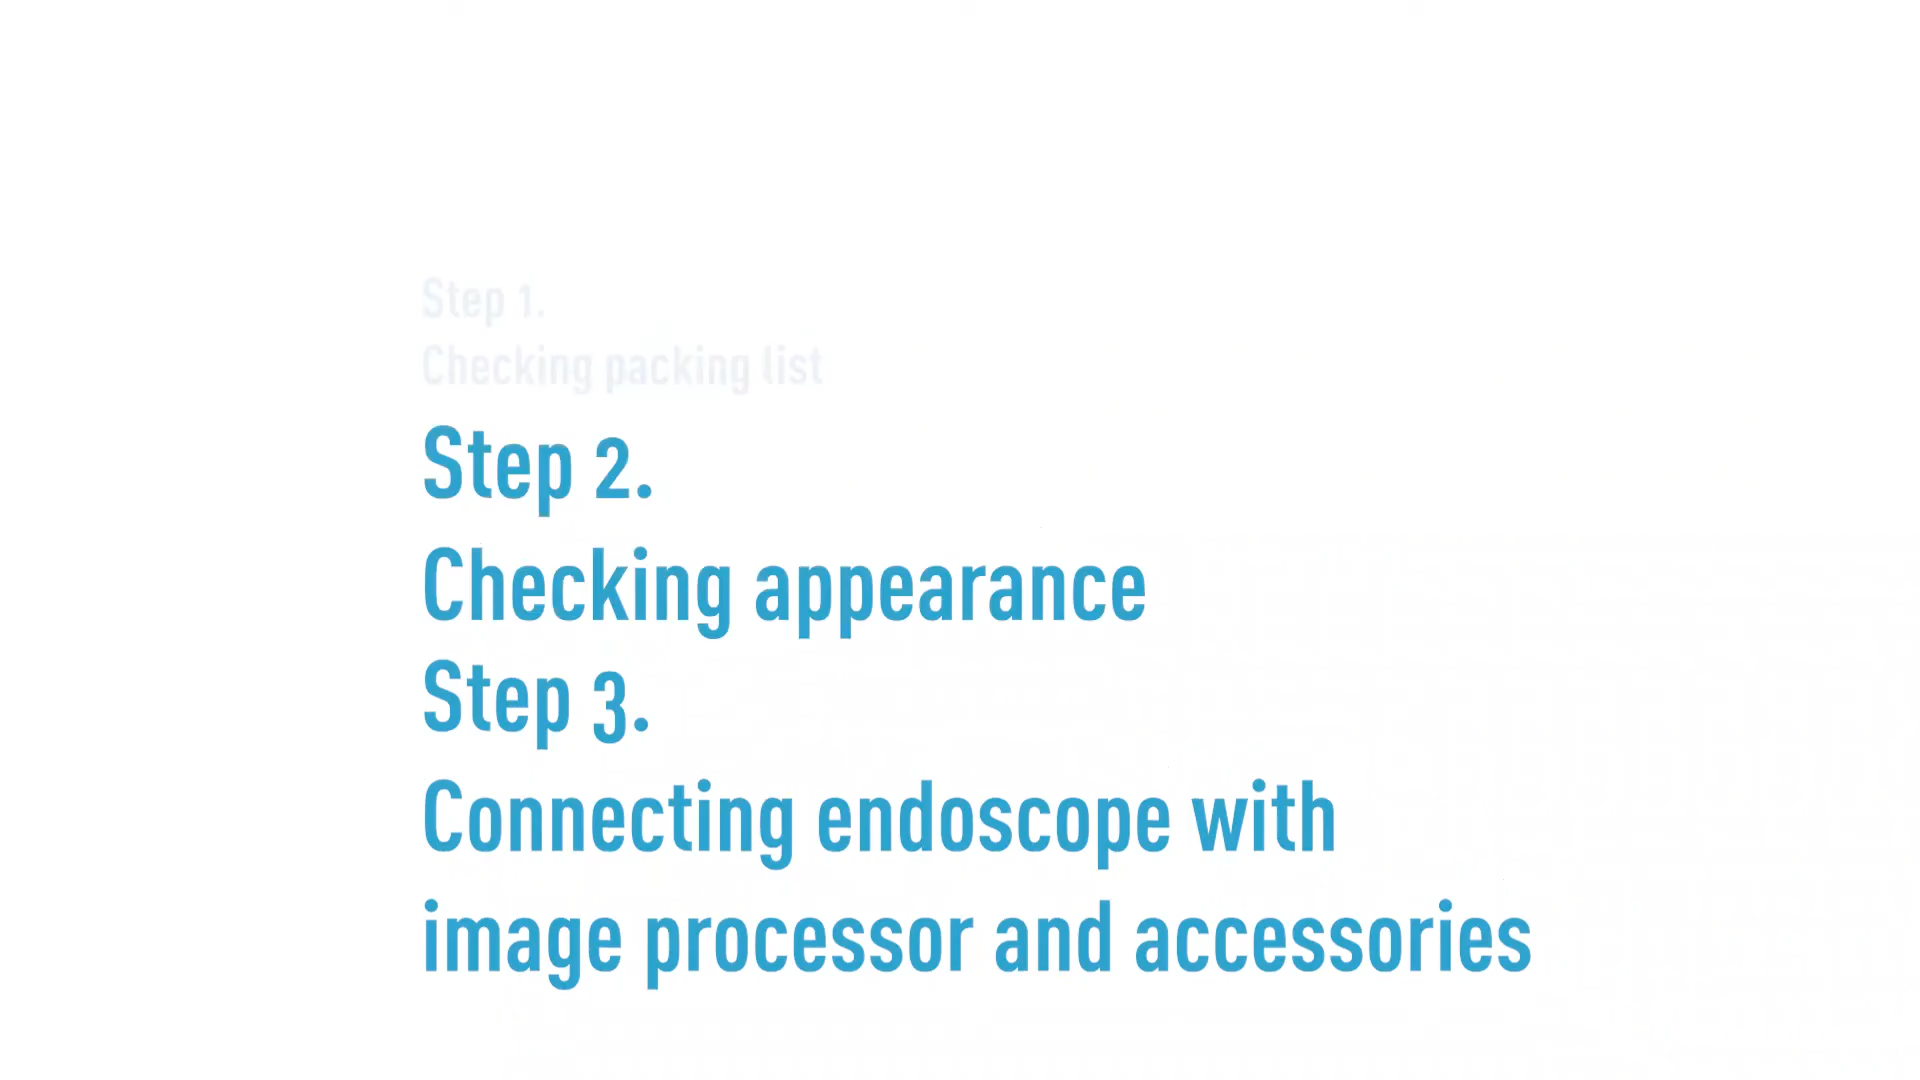 Step 1.
Checking packing list
Step 2.
Checking appearance
Step 3.
Connecting endoscope with
image processor and accessories